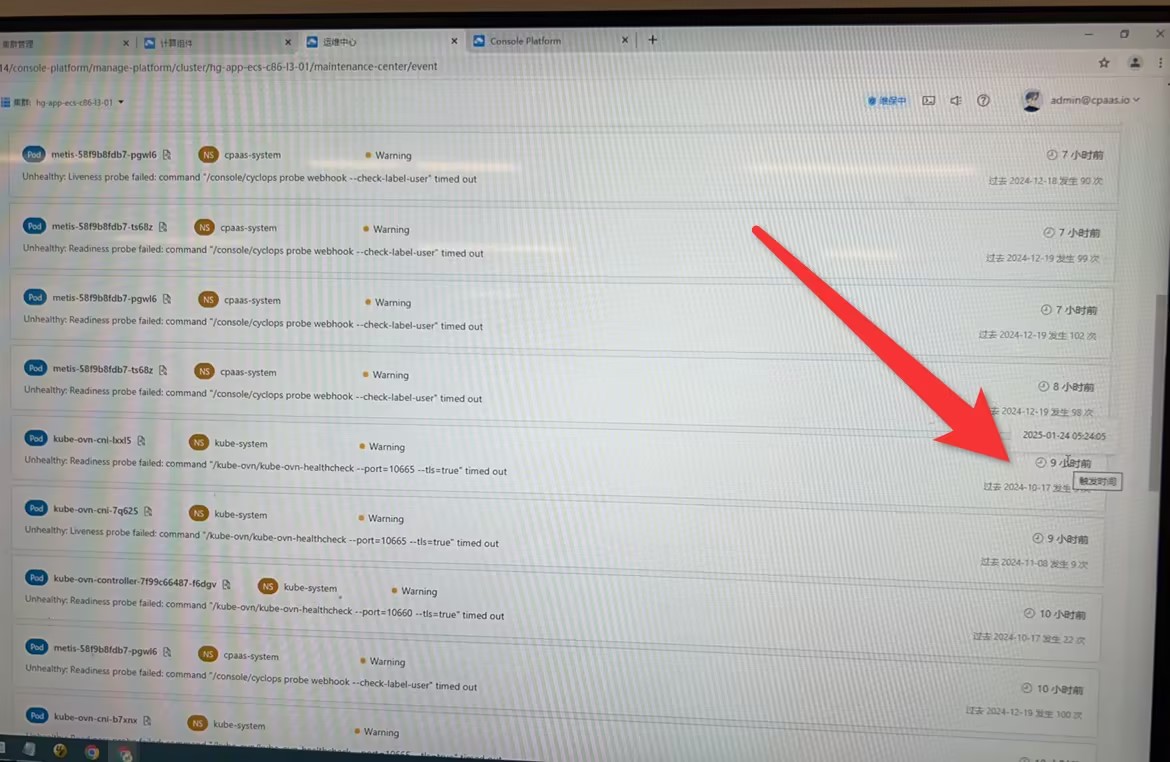 集群管理
计算组件
运维中心
Console Platform
14/console-platform/manage-platform/cluster/hg-app-ecs-c86-l3-01/maintenance-center/event
集群: hg-app-ecs-c86-l3-01
维保中
admin@cpaas.io
Pod metis-58f9b8fdb7-pgwl6 NS cpaas-system Warning 7 小时前
Unhealthy: Liveness probe failed: command "/console/cyclops probe webhook --check-label-user" timed out 过去 2024-12-18 发生 90 次
Pod metis-58f9b8fdb7-ts68z NS cpaas-system Warning 7 小时前
Unhealthy: Readiness probe failed: command "/console/cyclops probe webhook --check-label-user" timed out 过去 2024-12-19 发生 99 次
Pod metis-58f9b8fdb7-pgwl6 NS cpaas-system Warning 7 小时前
Unhealthy: Readiness probe failed: command "/console/cyclops probe webhook --check-label-user" timed out 过去 2024-12-19 发生 102 次
Pod metis-58f9b8fdb7-ts68z NS cpaas-system Warning 8 小时前
Unhealthy: Readiness probe failed: command "/console/cyclops probe webhook --check-label-user" timed out 去 2024-12-19 发生 98 次
2025-01-24 05:24:05
Pod kube-ovn-cni-lxxl5 NS kube-system Warning 9 小时前
Unhealthy: Readiness probe failed: command "/kube-ovn/kube-ovn-healthcheck --port=10665 --tls=true" timed out 过去 2024-10-17 发生
触发时间
Pod kube-ovn-cni-7q625 NS kube-system Warning 9 小时前
Unhealthy: Liveness probe failed: command "/kube-ovn/kube-ovn-healthcheck --port=10665 --tls=true" timed out 过去 2024-11-08 发生 9 次
Pod kube-ovn-controller-7f99c66487-f6dgv NS kube-system Warning 10 小时前
Unhealthy: Readiness probe failed: command "/kube-ovn/kube-ovn-healthcheck --port=10660 --tls=true" timed out 过去 2024-10-17 发生 22 次
Pod metis-58f9b8fdb7-pgwl6 NS cpaas-system Warning 10 小时前
Unhealthy: Readiness probe failed: command "/console/cyclops probe webhook --check-label-user" timed out 过去 2024-12-19 发生 100 次
Pod kube-ovn-cni-b7xnx NS kube-system Warning